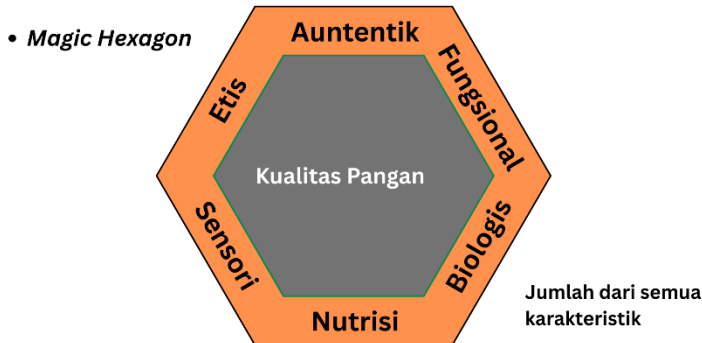 • Magic Hexagon
Auntentik
Fungsional
Etis
Kualitas Pangan
Sensori
Biologis
Nutrisi
Jumlah dari semua
karakteristik